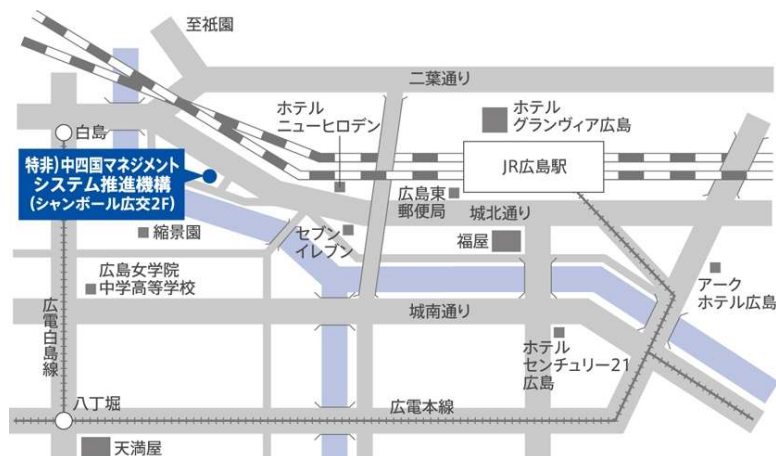 至祇園
二葉通り
ホテル
ニューヒロデン
ホテル
グランヴィア広島
白島
JR広島駅
特非)中四国マネジメント
システム推進機構
(シャンボール広交2F)
広島東
郵便局
城北通り
縮景園
セブン
イレブン
福屋
広島女学院
中学高等学校
アーク
ホテル広島
城南通り
広電白島線
ホテル
センチュリー21
広島
八丁堀
広電本線
天満屋